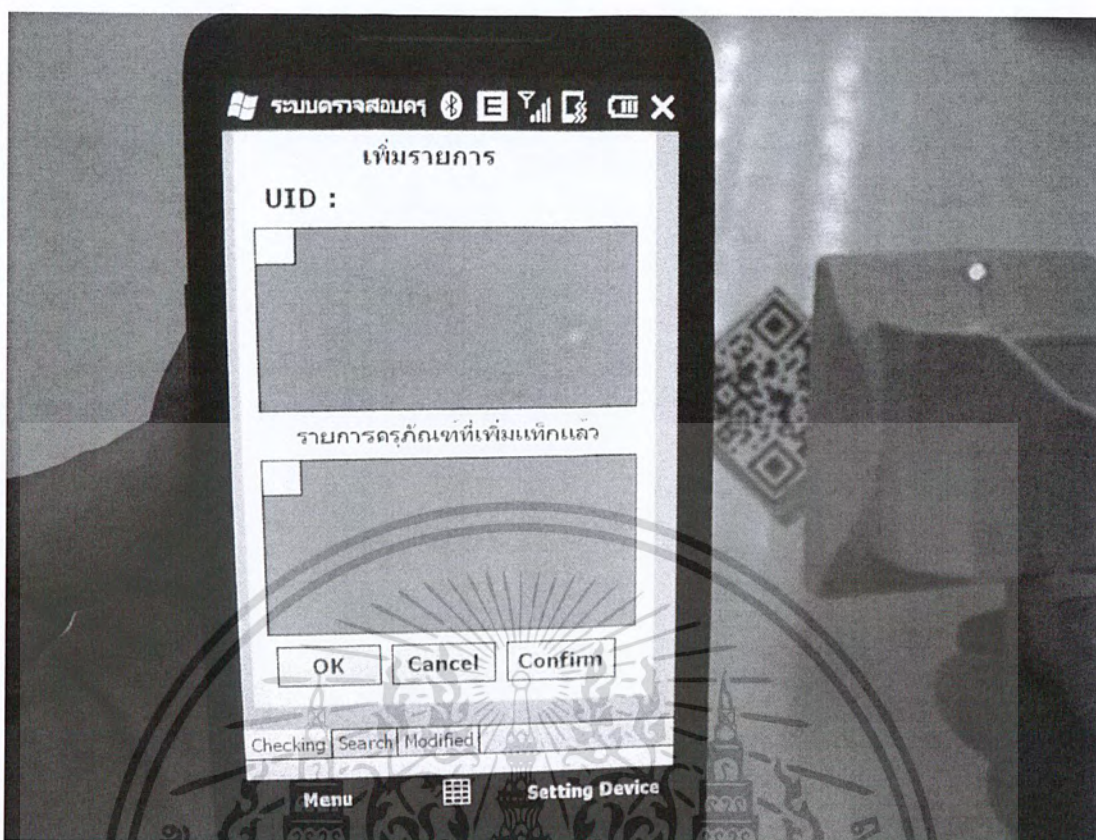 ระบบตรวจสอบครุ
เพิ่มรายการ
UID :
รายการครุภัณฑ์ที่เพิ่มแท็กแล้ว
OK Cancel Confirm
Checking Search Modified
Menu Setting Device